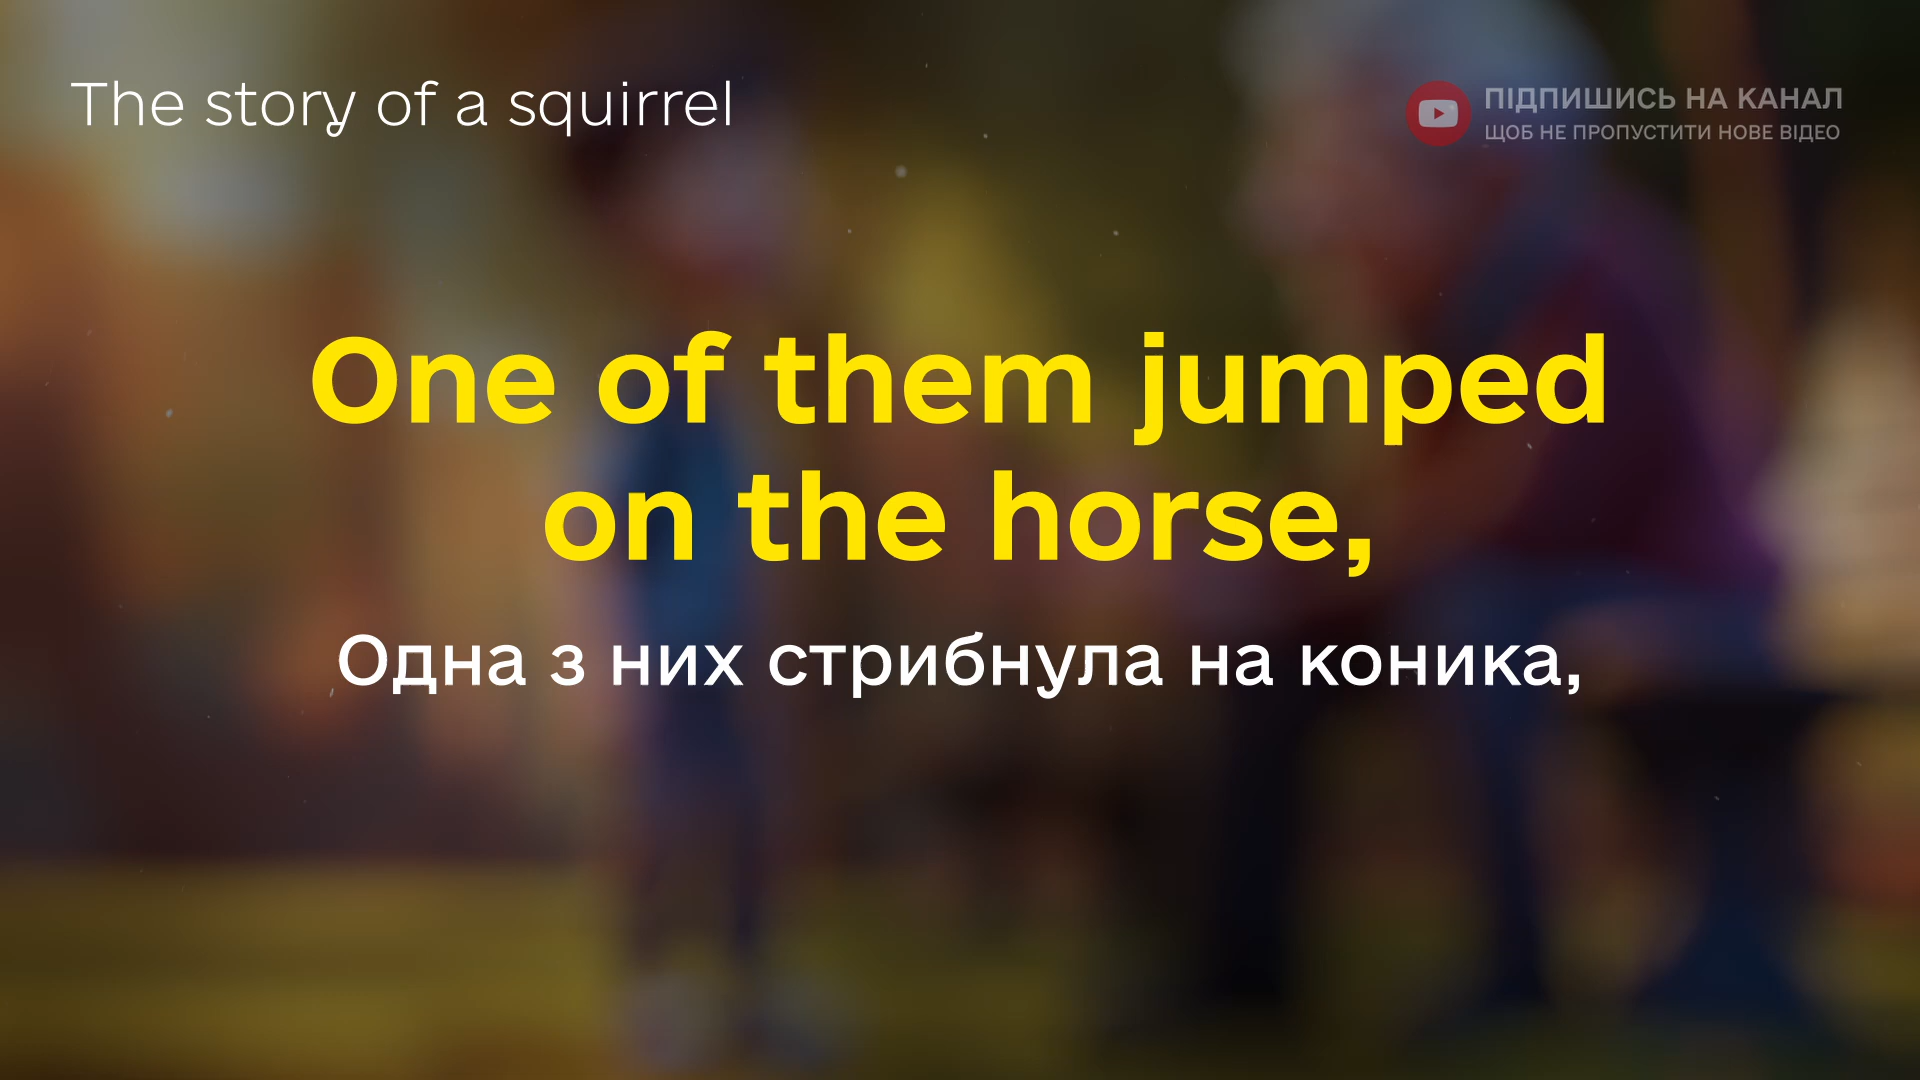 The story of a squirrel
ПІДПИШИСЬ НА КАНАЛ
ЩОБ НЕ ПРОПУСТИТИ НОВЕ ВІДЕО
One of them jumped
on the horse,
Одна з них стрибнула на коника,